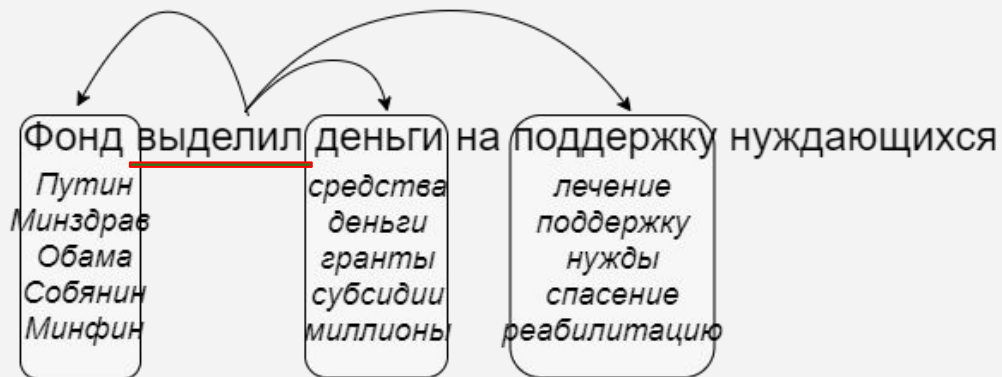 Фонд выделил деньги на поддержку нуждающихся
Путин средства лечение
Минздрав деньги поддержку
Обама гранты нужды
Собянин субсидии спасение
Минфин миллионы реабилитацию